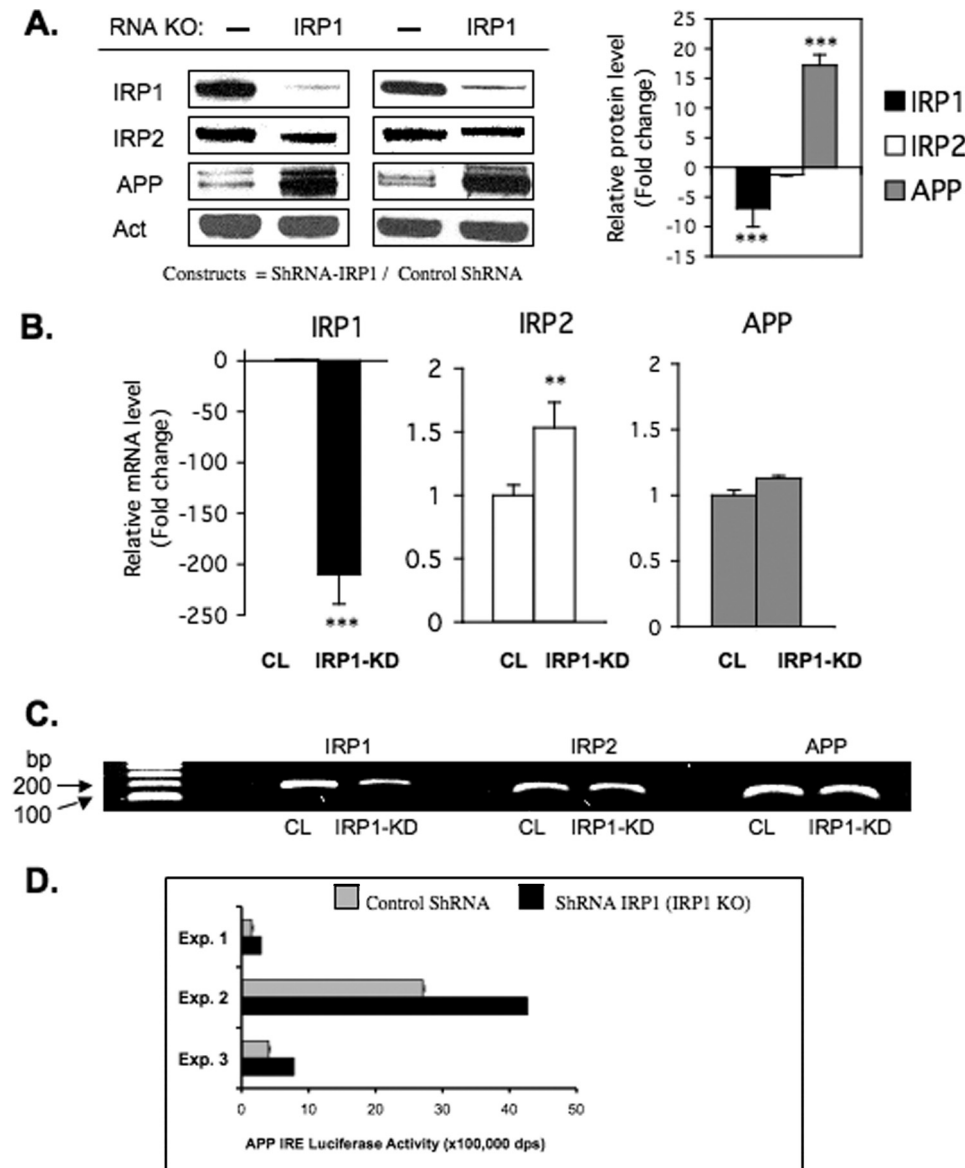 A.
RNA KO: – IRP1 – IRP1
IRP1
IRP2
APP
Act
Constructs = ShRNA-IRP1 / Control ShRNA
Relative protein level
(Fold change)
25
20
15
10
5
0
-5
-10
-15
***
***
IRP1
IRP2
APP
B.
IRP1
IRP2
APP
Relative mRNA level
(Fold change)
0
-50
-100
-150
-200
-250
***
CL IRP1-KD
2
1.5
1
0.5
0
**
CL IRP1-KD
2
1.5
1
0.5
0
CL IRP1-KD
C.
bp
200
100
IRP1 IRP2 APP
CL IRP1-KD CL IRP1-KD CL IRP1-KD
D.
Control ShRNA ShRNA IRP1 (IRP1 KO)
Exp. 1
Exp. 2
Exp. 3
0 10 20 30 40 50
APP IRE Luciferase Activity (x100,000 dps)